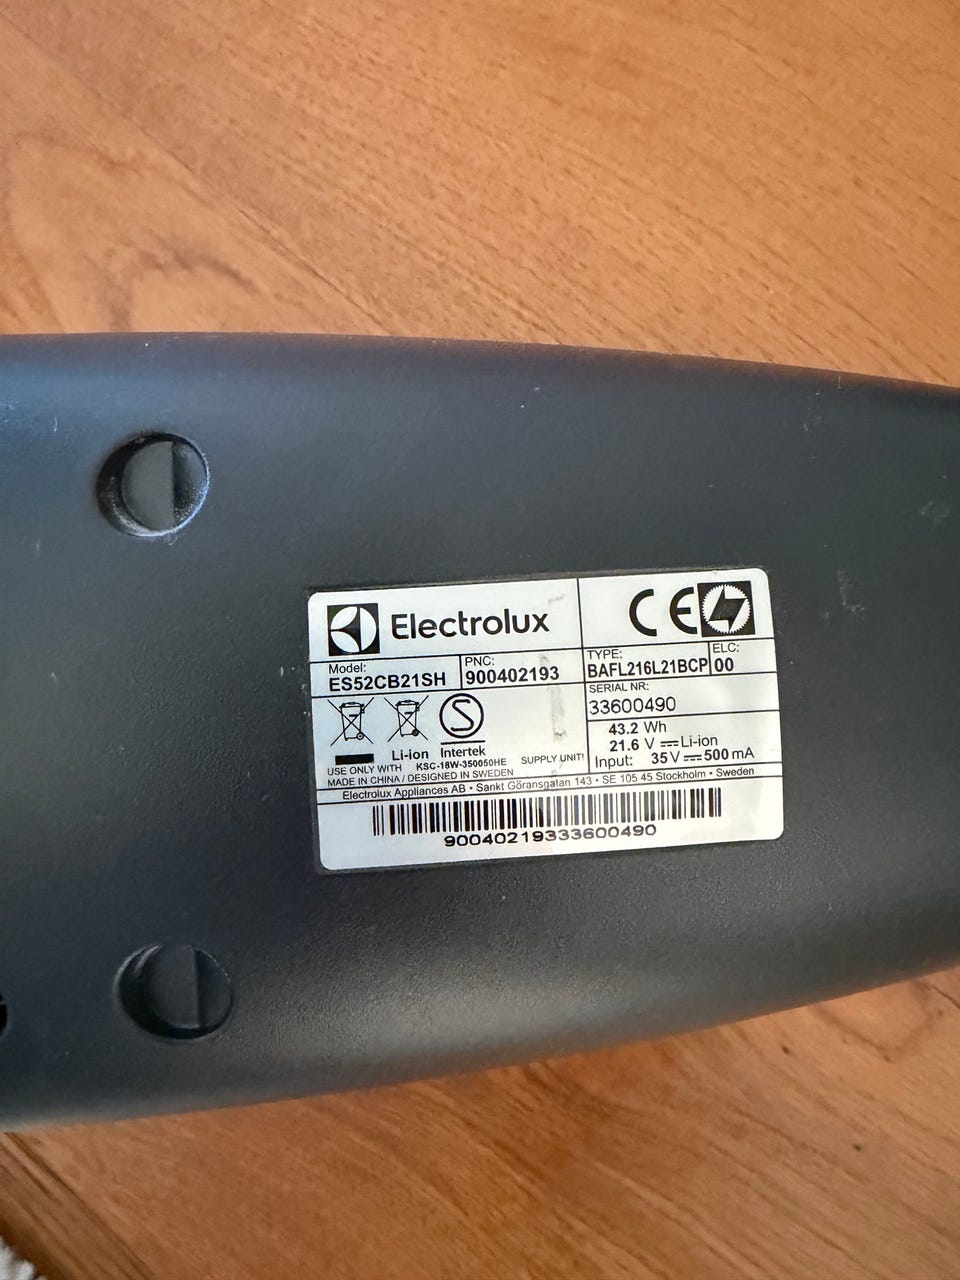 Electrolux
CE
Model:
ES52CB21SH
PNC:
900402193
TYPE:
BAFL216L21BCP
ELC:
00
SERIAL NR:
33600490
43.2 Wh
21.6 V Li-ion
Input: 35V 500 mA
S
Li-ion Intertek
USE ONLY WITH KSC-18W-350050HE SUPPLY UNIT!
MADE IN CHINA / DESIGNED IN SWEDEN
Electrolux Appliances AB • Sankt Göransgatan 143 • SE 105 45 Stockholm • Sweden
90040219333600490